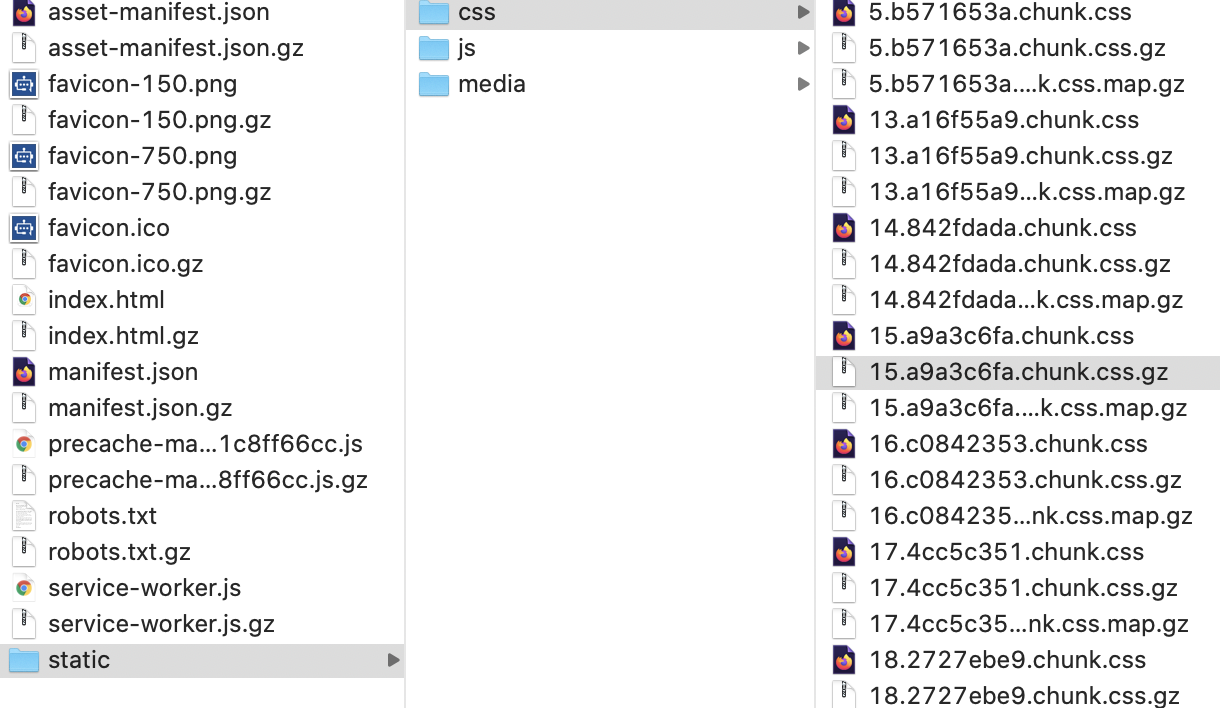 asset-manifest.json
asset-manifest.json.gz
favicon-150.png
favicon-150.png.gz
favicon-750.png
favicon-750.png.gz
favicon.ico
favicon.ico.gz
index.html
index.html.gz
manifest.json
manifest.json.gz
precache-ma...1c8ff66cc.js
precache-ma...8ff66cc.js.gz
robots.txt
robots.txt.gz
service-worker.js
service-worker.js.gz
static
css
js
media
5.b571653a.chunk.css
5.b571653a.chunk.css.gz
5.b571653a....k.css.map.gz
13.a16f55a9.chunk.css
13.a16f55a9.chunk.css.gz
13.a16f55a9...k.css.map.gz
14.842fdada.chunk.css
14.842fdada.chunk.css.gz
14.842fdada...k.css.map.gz
15.a9a3c6fa.chunk.css
15.a9a3c6fa.chunk.css.gz
15.a9a3c6fa....k.css.map.gz
16.c0842353.chunk.css
16.c0842353.chunk.css.gz
16.c084235...nk.css.map.gz
17.4cc5c351.chunk.css
17.4cc5c351.chunk.css.gz
17.4cc5c35...nk.css.map.gz
18.2727ebe9.chunk.css
18.2727ebe9.chunk.css.gz